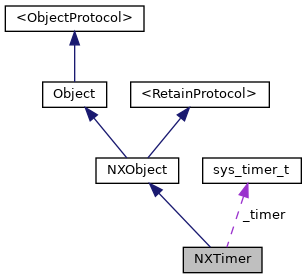 <ObjectProtocol>
Object
<RetainProtocol>
NXObject
sys_timer_t
_timer
NXTimer